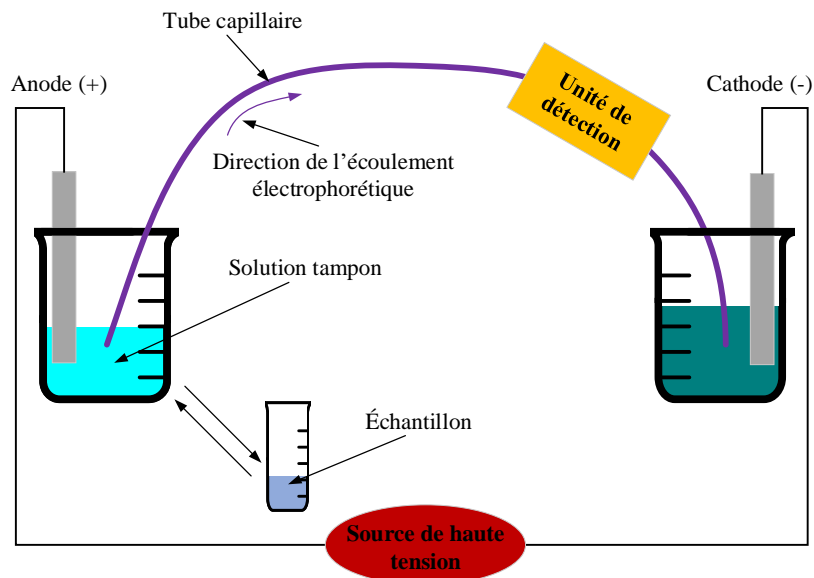 Tube capillaire
Anode (+)
Cathode (-)
Unité de
détection
Direction de l’écoulement
électrophorétique
Solution tampon
Échantillon
Source de haute
tension